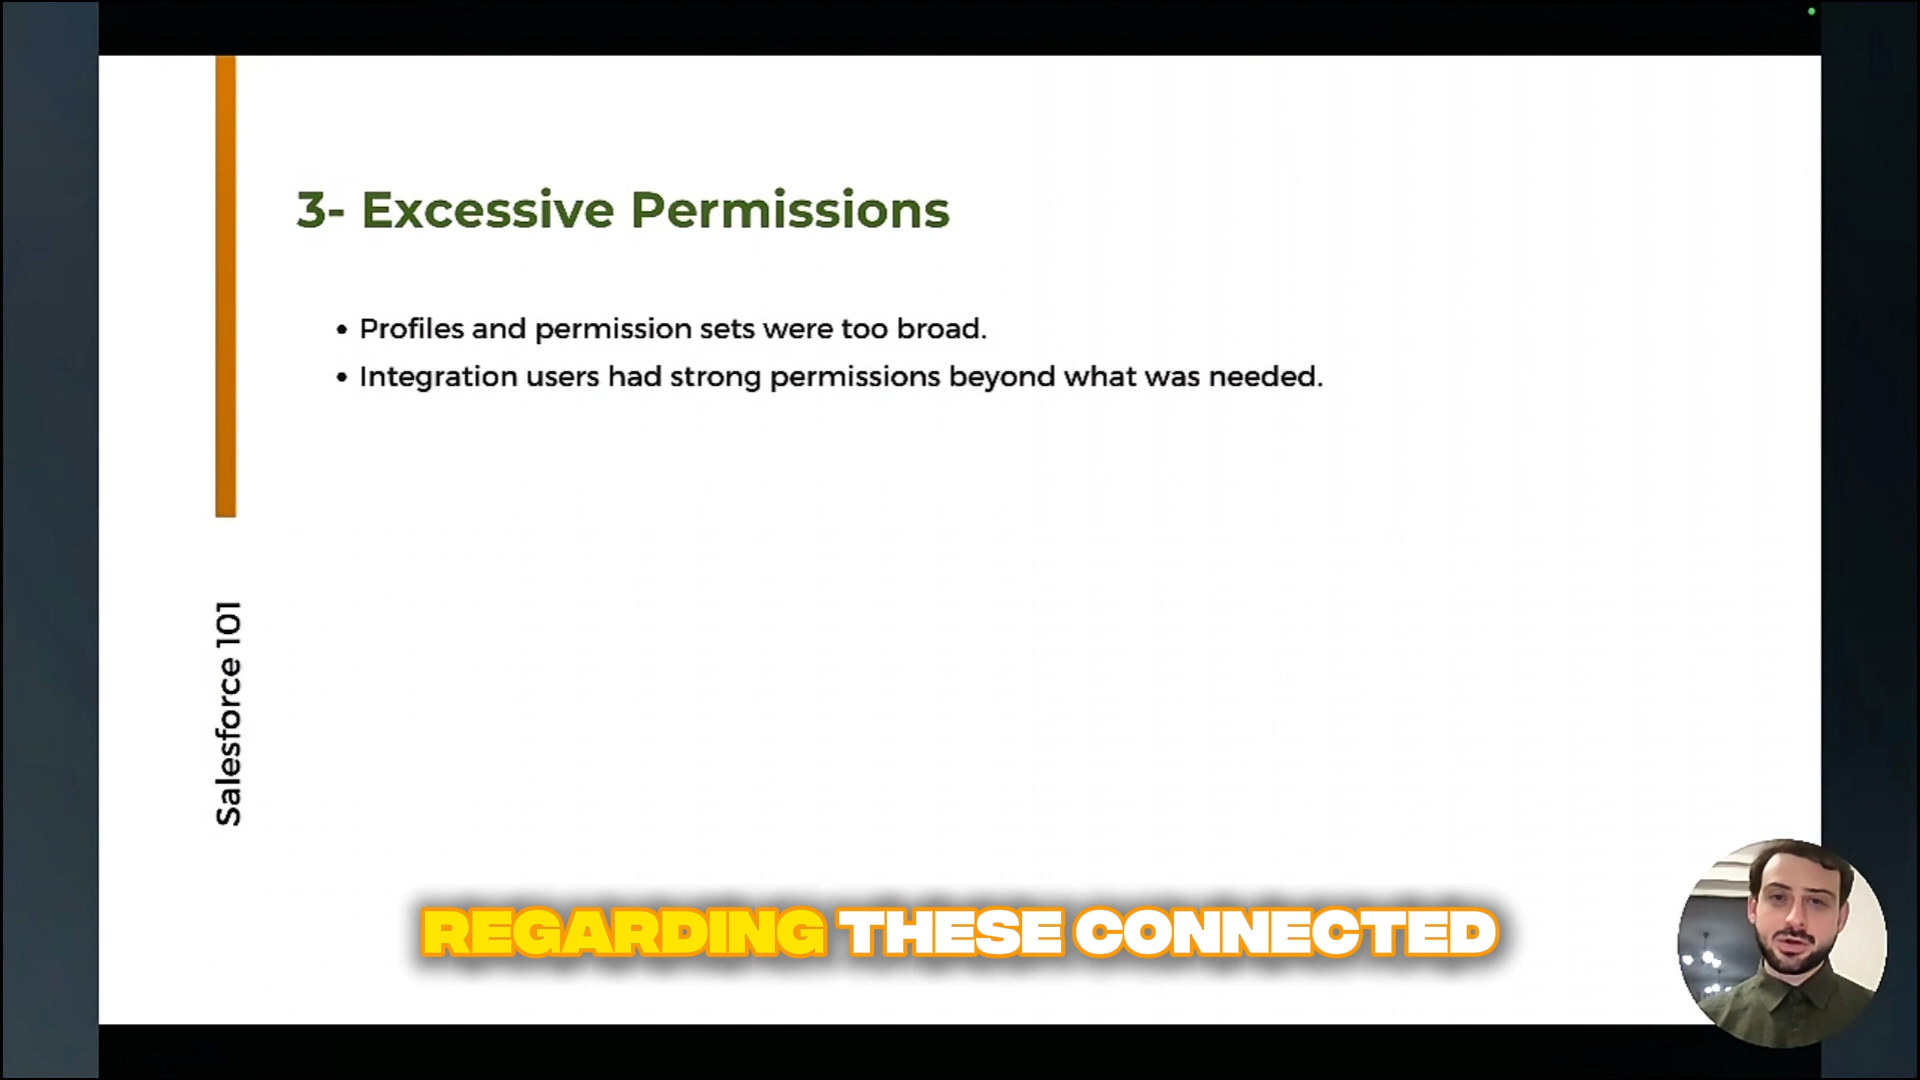 3- Excessive Permissions
• Profiles and permission sets were too broad.
• Integration users had strong permissions beyond what was needed.
Salesforce 101
REGARDING THESE CONNECTED